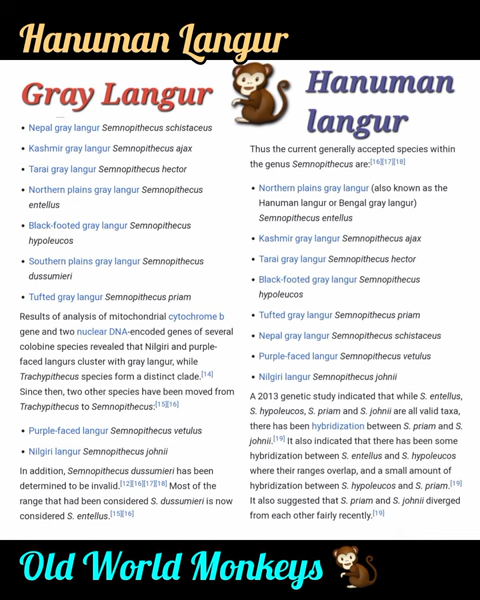 Hanuman Langur
Gray Langur
• Nepal gray langur Semnopithecus schistaceus
• Kashmir gray langur Semnopithecus ajax
• Tarai gray langur Semnopithecus hector
• Northern plains gray langur Semnopithecus
entellus
• Black-footed gray langur Semnopithecus
hypoleucos
• Southern plains gray langur Semnopithecus
dussumieri
• Tufted gray langur Semnopithecus priam
Results of analysis of mitochondrial cytochrome b
gene and two nuclear DNA-encoded genes of several
colobine species revealed that Nilgiri and purple-
faced langurs cluster with gray langur, while
Trachypithecus species form a distinct clade.[14]
Since then, two other species have been moved from
Trachypithecus to Semnopithecus:[15][16]
• Purple-faced langur Semnopithecus vetulus
• Nilgiri langur Semnopithecus johnii
In addition, Semnopithecus dussumieri has been
determined to be invalid.[12][16][17][18] Most of the
range that had been considered S. dussumieri is now
considered S. entellus.[15][16]
Hanuman
langur
Thus the current generally accepted species within
the genus Semnopithecus are:[16][17][18]
• Northern plains gray langur (also known as the
Hanuman langur or Bengal gray langur)
Semnopithecus entellus
• Kashmir gray langur Semnopithecus ajax
• Tarai gray langur Semnopithecus hector
• Black-footed gray langur Semnopithecus
hypoleucos
• Tufted gray langur Semnopithecus priam
• Nepal gray langur Semnopithecus schistaceus
• Purple-faced langur Semnopithecus vetulus
• Nilgiri langur Semnopithecus johnii
A 2013 genetic study indicated that while S. entellus,
S. hypoleucos, S. priam and S. johnii are all valid taxa,
there has been hybridization between S. priam and S.
johnii.[19] It also indicated that there has been some
hybridization between S. entellus and S. hypoleucos
where their ranges overlap, and a small amount of
hybridization between S. hypoleucos and S. priam.[19]
It also suggested that S. priam and S. johnii diverged
from each other fairly recently.[19]
Old World Monkeys